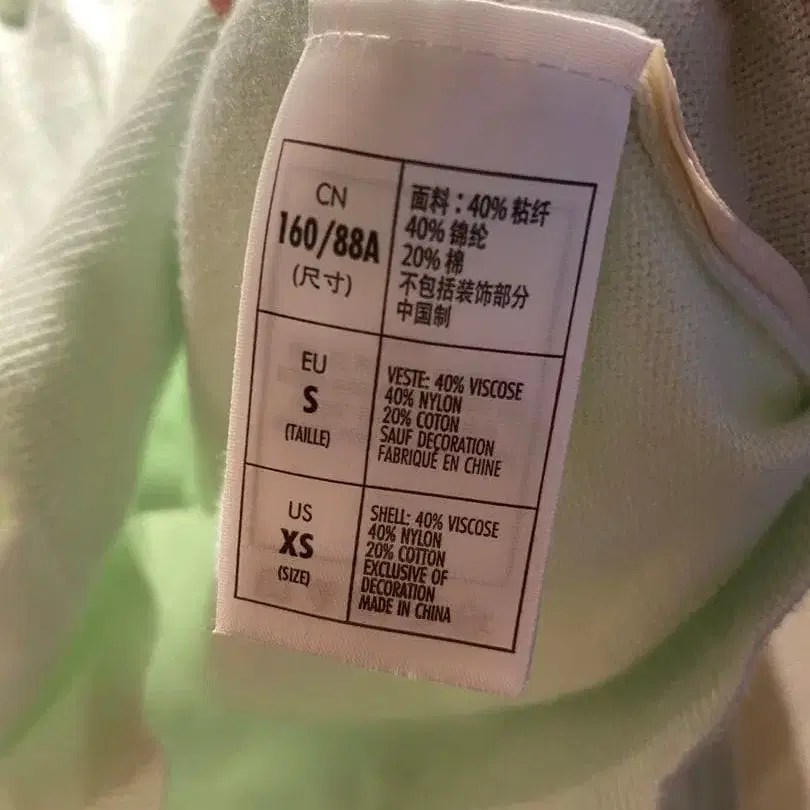 CN
160/88A
(尺寸)
面料：40% 粘纤
40% 锦纶
20% 棉
不包括装饰部分
中国制
EU
S
(TAILLE)
VESTE: 40% VISCOSE
40% NYLON
20% COTON
SAUF DECORATION
FABRIQUÉ EN CHINE
US
XS
(SIZE)
SHELL: 40% VISCOSE
40% NYLON
20% COTTON
EXCLUSIVE OF
DECORATION
MADE IN CHINA